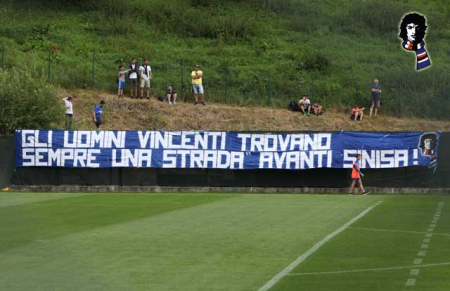 GLI UOMINI VINCENTI TROVANO
SEMPRE UNA STRADA" AVANTI SINISA!